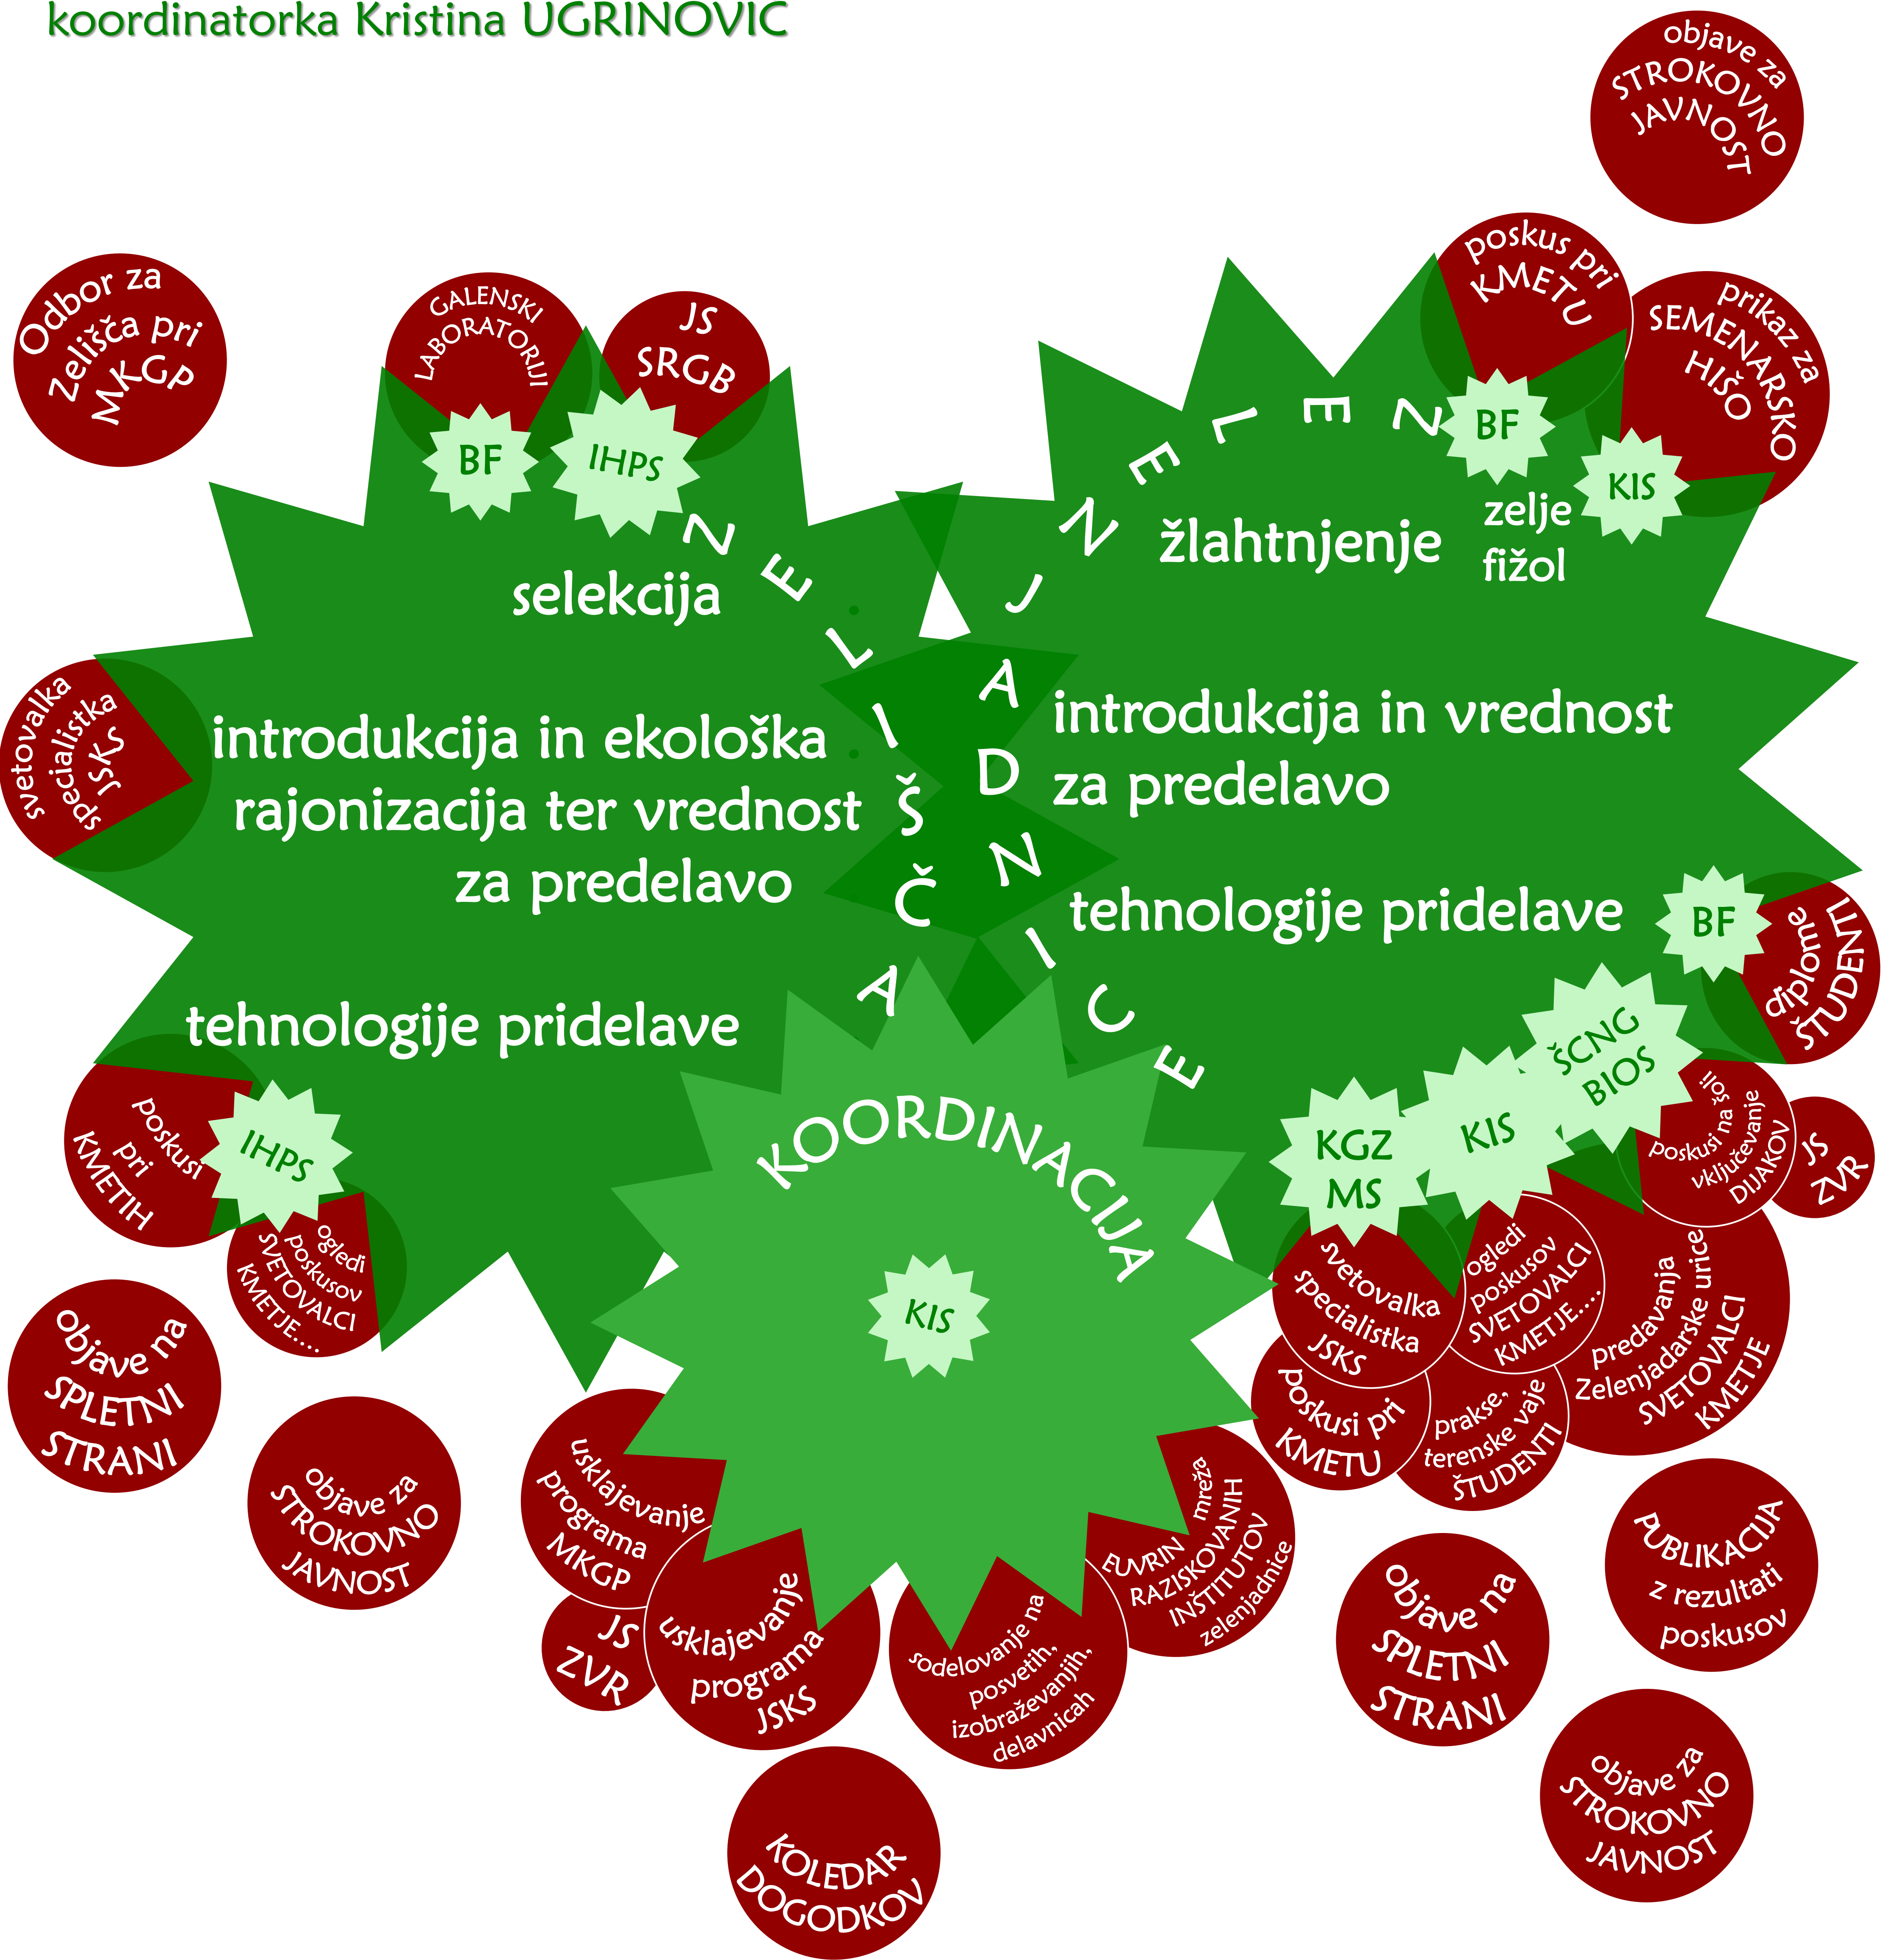 koordinatorka Kristina UGRINOVIC
objave za
STROKOVNO
JAVNOST
Odbor za
Zelišča pri
MKGP
GALENSKI
LABORATORIJI
JS
SRGB
BF
IHPS
poskus pri
KMETU
prikaz za
SEMENARSKO
HIŠO
BF
KIS
ZELIŠČA
selekcija
introdukcija in ekološka
rajonizacija ter vrednost
za predelavo
tehnologije pridelave
svetovalka
specialistka
JSKS
ZELENJADNICE
žlahtnjenje
zelje
fižol
introdukcija in vrednost
za predelavo
tehnologije pridelave
BF
diplome
ŠTUDENTI
ŠCNG
BIOS
KIS
KGZ
MS
poskusi na šoli
vključevanje
DIJAKOV
JS
ZVR
poskusi
pri
KMETIH
IHPS
ogledi
poskusov
SVETOVALCI
KMETJE....
KOORDINACIJA
KIS
svetovalka
specialistka
JSKS
ogledi
poskusov
SVETOVALCI
KMETJE....
predavanja
Zelenjadarske urice
SVETOVALCI
KMETJE
poskusi pri
KMETU
prakse,
terenske vaje
ŠTUDENTI
objave na
SPLETNI
STRANI
objave za
STROKOVNO
JAVNOST
usklajevanje
programa
MKGP
JS
ZVR
usklajevanje
programa
JSKS
sodelovanje na
posvetih,
izobraževanjih,
delavnicah
EUVRIN mreža
RAZISKOVANIH
INŠTITUTOV
zelenjadnice
objave na
SPLETNI
STRANI
PUBLIKACIJA
z rezultati
poskusov
objave za
STROKOVNO
JAVNOST
KOLEDAR
DOGODKOV